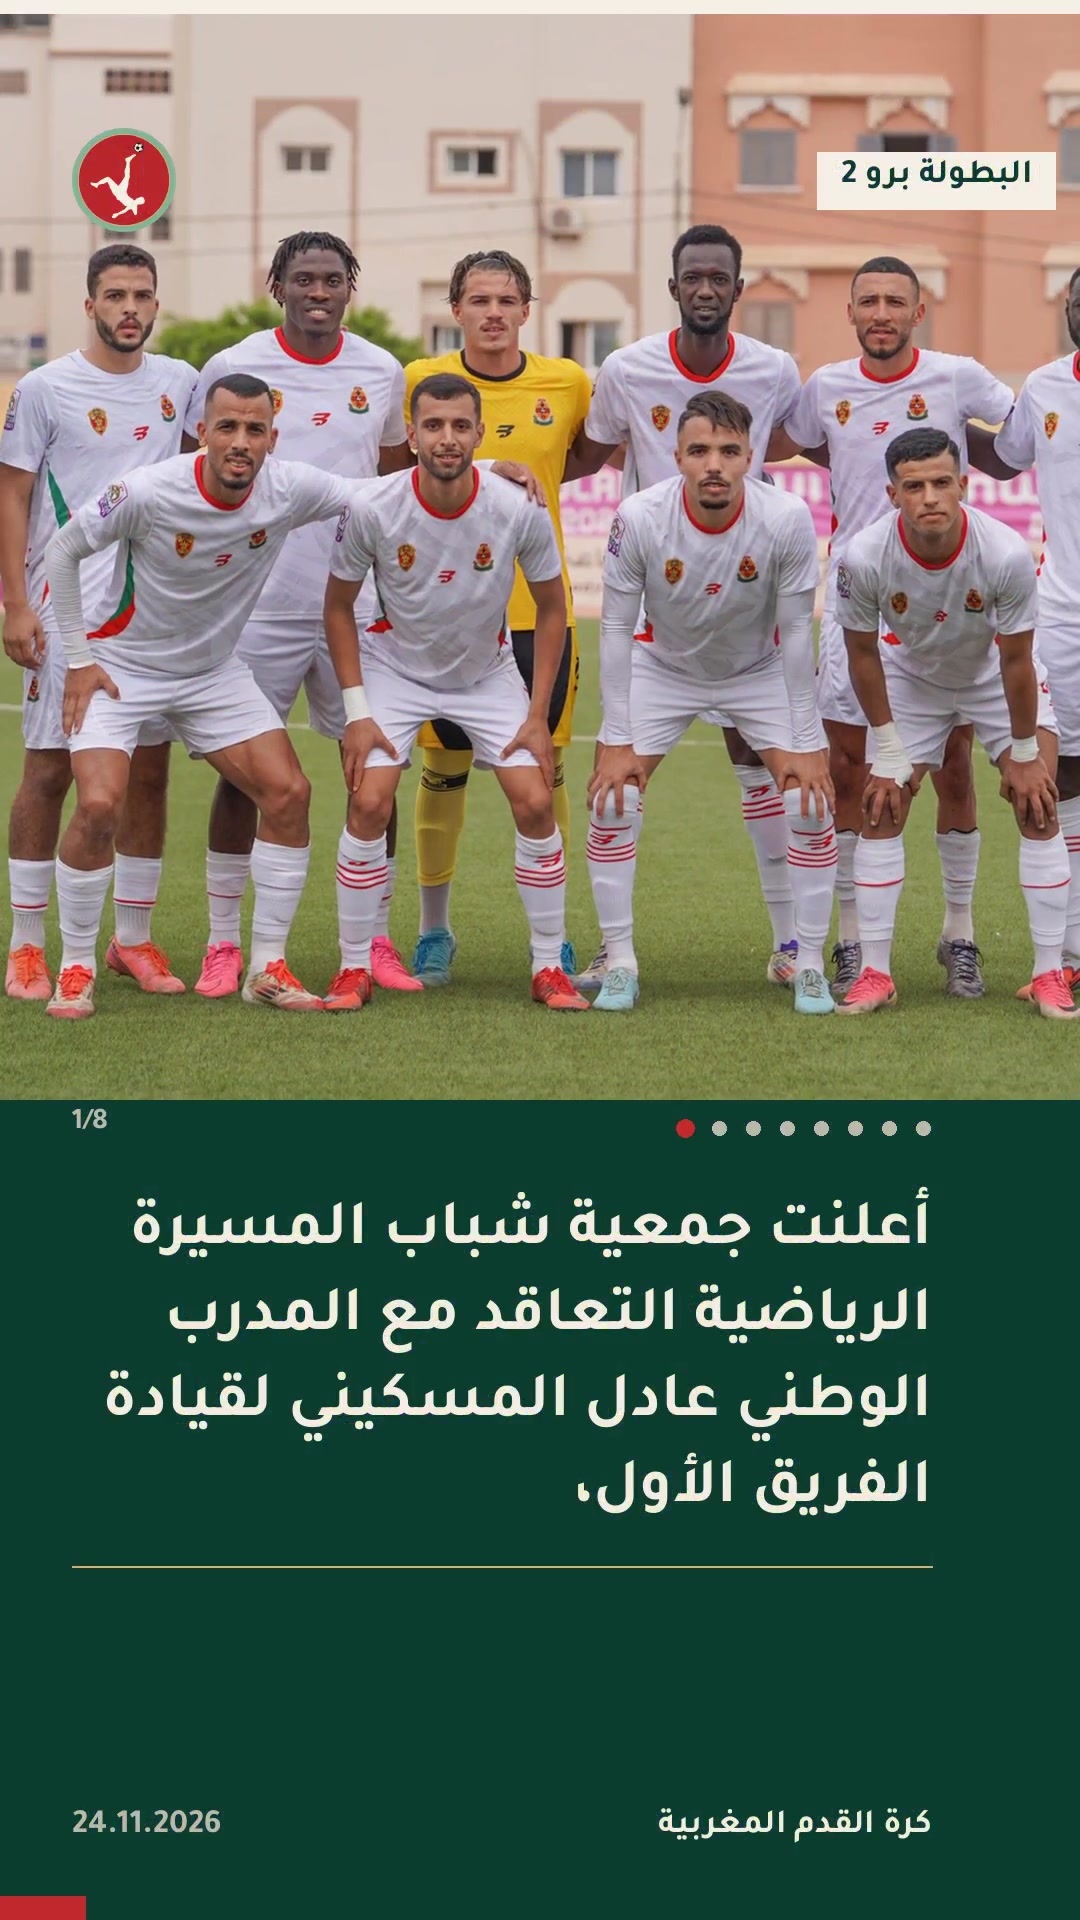 البطولة برو 2
1/8
أعلنت جمعية شباب المسيرة
الرياضية التعاقد مع المدرب
الوطني عادل المسكيني لقيادة
الفريق الأول،
كرة القدم المغربية
24.11.2026